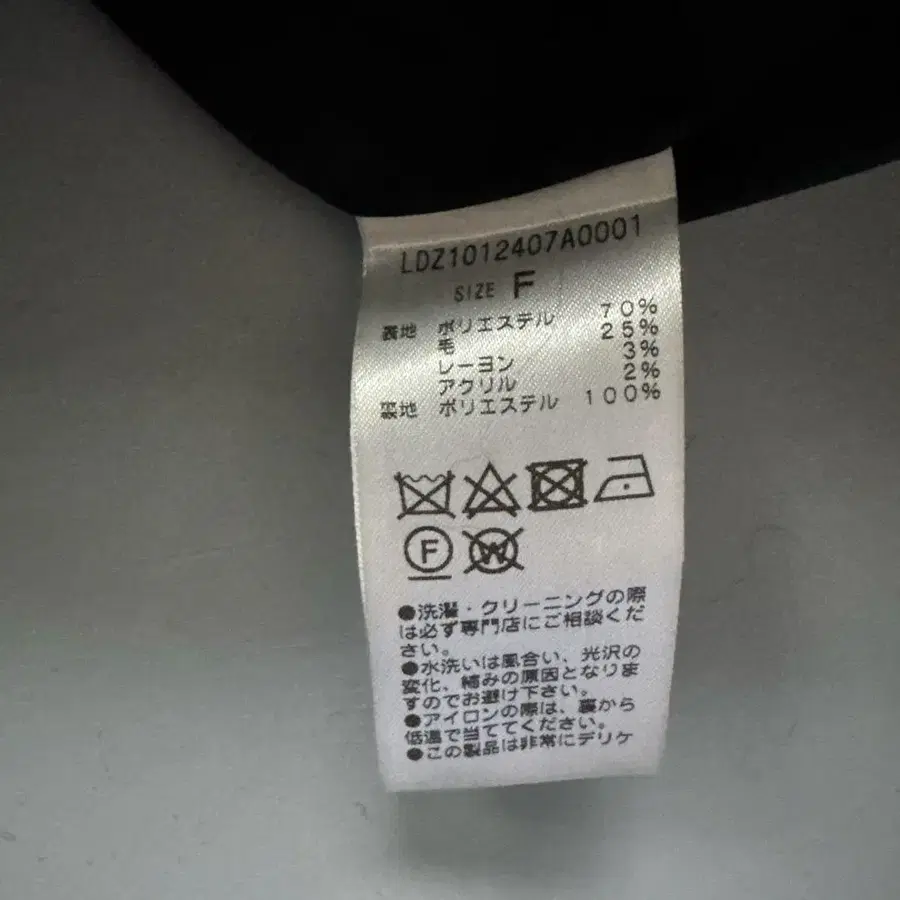 LDZ1012407A0001
SIZE F
表地 ポリエステル 70%
毛 25%
レーヨン 3%
アクリル 2%
裏地 ポリエステル 100%
F W
●洗濯・クリーニングの際
は必ず専門店にご相談くだ
さい。
●水洗いは風合い、光沢の
変化、縮みの原因となりま
すのでお避け下さい。
●アイロンの際は、裏から
低温で当ててください。
●この製品は非常にデリケ